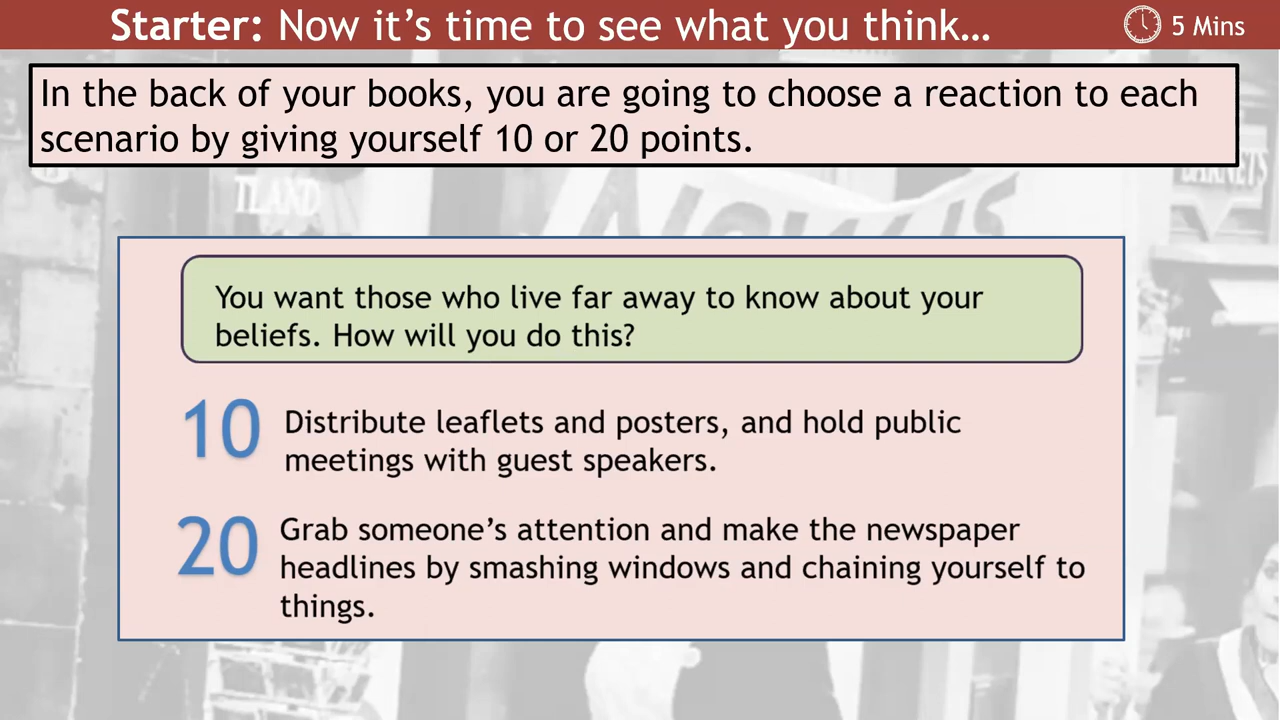 Starter: Now it’s time to see what you think…
5 Mins
In the back of your books, you are going to choose a reaction to each
scenario by giving yourself 10 or 20 points.
TLAND
You want those who live far away to know about your
beliefs. How will you do this?
10
Distribute leaflets and posters, and hold public
meetings with guest speakers.
20
Grab someone’s attention and make the newspaper
headlines by smashing windows and chaining yourself to
things.